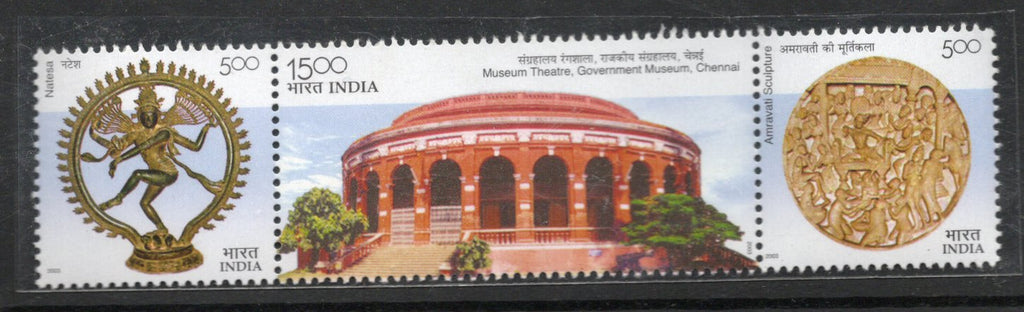 Natesa नटेश
500
भारत
INDIA
2003
1500
भारत INDIA
संग्रहालय रंगशाला, राजकीय संग्रहालय, चेन्नई
Museum Theatre, Government Museum, Chennai
2003
Amravati Sculpture
अमरावती की मूर्तिकला
500
भारत
INDIA
2003